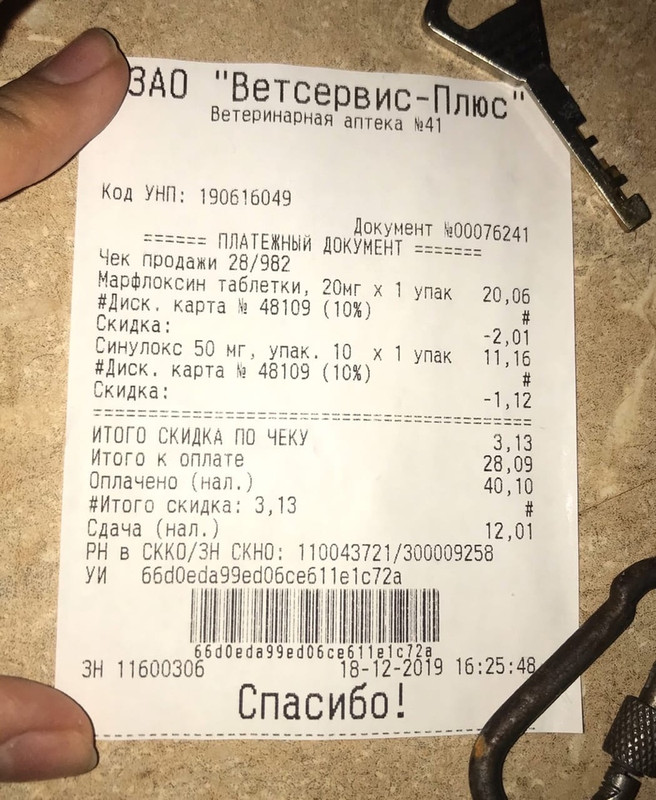 ЗАО "Ветсервис-Плюс"
Ветеринарная аптека №41
Код УНП: 190616049
Документ №00076241
====== ПЛАТЕЖНЫЙ ДОКУМЕНТ =======
Чек продажи 28/982
Марфлоксин таблетки, 20мг x 1 упак 20,06
#Диск. карта № 48109 (10%) #
Скидка: -2,01
Синулокс 50 мг, упак. 10 x 1 упак 11,16
#Диск. карта № 48109 (10%) #
Скидка: -1,12
========================================
ИТОГО СКИДКА ПО ЧЕКУ 3,13
Итого к оплате 28,09
Оплачено (нал.) 40,10
#Итого скидка: 3,13 #
Сдача (нал.) 12,01
РН в СККО/ЗН СКНО: 110043721/300009258
УИ 66d0eda99ed06ce611e1c72a
66d0eda99ed06ce611e1c72a
ЗН 11600306 18-12-2019 16:25:48
Спасибо!